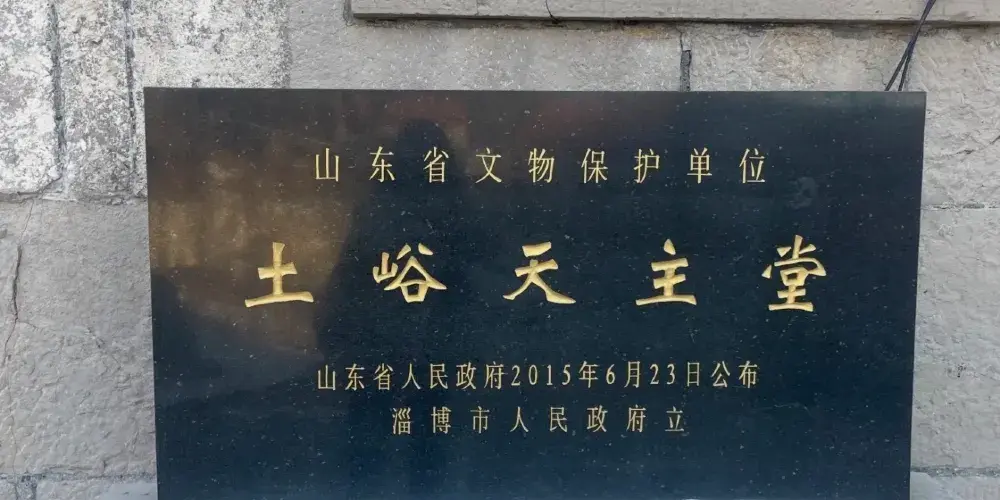 山东省文物保护单位
土峪天主堂
山东省人民政府2015年6月23日公布
淄博市人民政府立